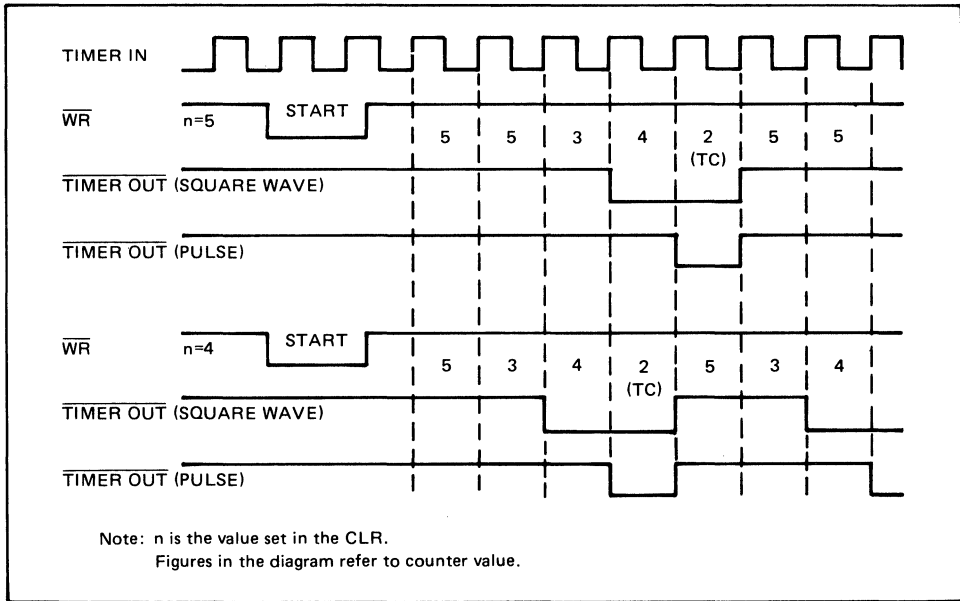 TIMER IN
WR n=5 START
5 5 3 4 2 5 5
(TC)
TIMER OUT (SQUARE WAVE)
TIMER OUT (PULSE)
WR n=4 START
5 3 4 2 5 3 4
(TC)
TIMER OUT (SQUARE WAVE)
TIMER OUT (PULSE)
Note: n is the value set in the CLR.
Figures in the diagram refer to counter value.